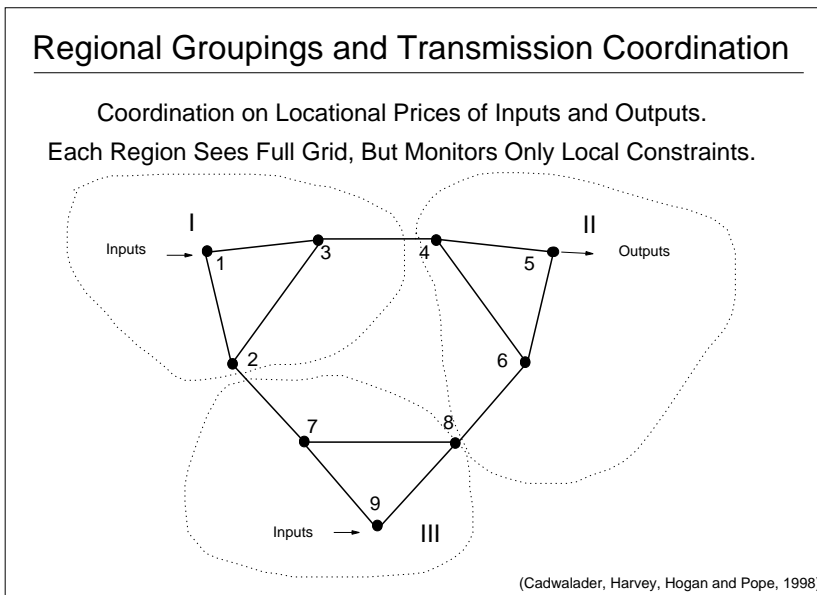 Regional Groupings and Transmission Coordination
Coordination on Locational Prices of Inputs and Outputs.
Each Region Sees Full Grid, But Monitors Only Local Constraints.
I
II
Inputs
1
3
4
5
Outputs
2
6
7
8
9
Inputs
III
(Cadwalader, Harvey, Hogan and Pope, 1998)